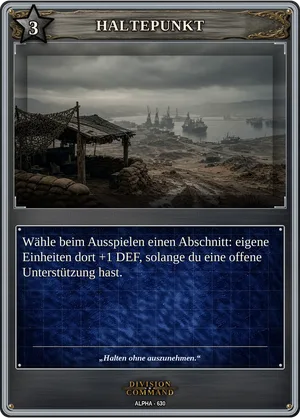 3
HALTEPUNKT
Wähle beim Ausspielen einen Abschnitt: eigene
Einheiten dort +1 DEF, solange du eine offene
Unterstützung hast.
„Halten ohne auszunehmen.“
DIVISION
COMMAND
ALPHA - 630